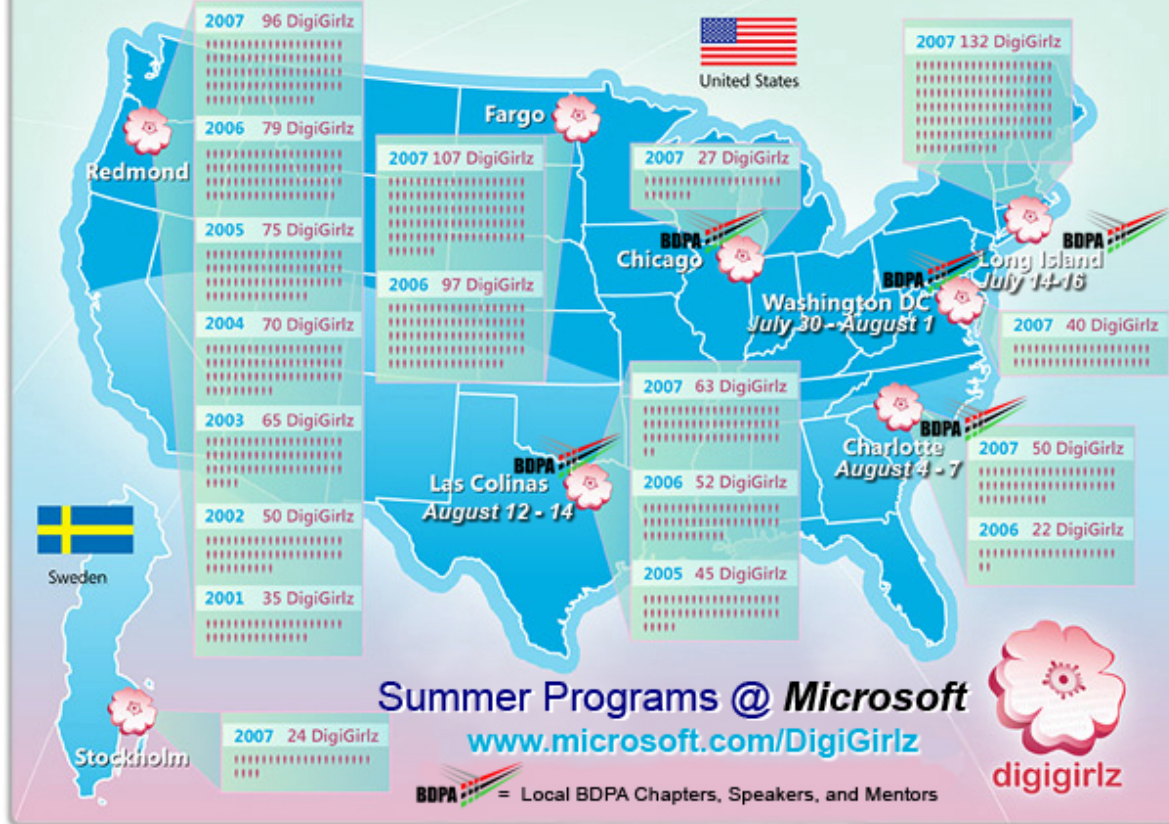 2007 96 DigiGirlz
2006 79 DigiGirlz
2005 75 DigiGirlz
2004 70 DigiGirlz
2003 65 DigiGirlz
2002 50 DigiGirlz
2001 35 DigiGirlz
Redmond
United States
Fargo
2007 107 DigiGirlz
2006 97 DigiGirlz
2007 27 DigiGirlz
BDPA
Chicago
2007 132 DigiGirlz
BDPA
Long Island
July 14-16
BDPA
Washington DC
July 30 - August 1
2007 40 DigiGirlz
2007 63 DigiGirlz
2006 52 DigiGirlz
2005 45 DigiGirlz
BDPA
Las Colinas
August 12 - 14
BDPA
Charlotte
August 4 - 7
2007 50 DigiGirlz
2006 22 DigiGirlz
Sweden
Stockholm
2007 24 DigiGirlz
Summer Programs @ Microsoft
www.microsoft.com/DigiGirlz
BDPA = Local BDPA Chapters, Speakers, and Mentors
digigirlz